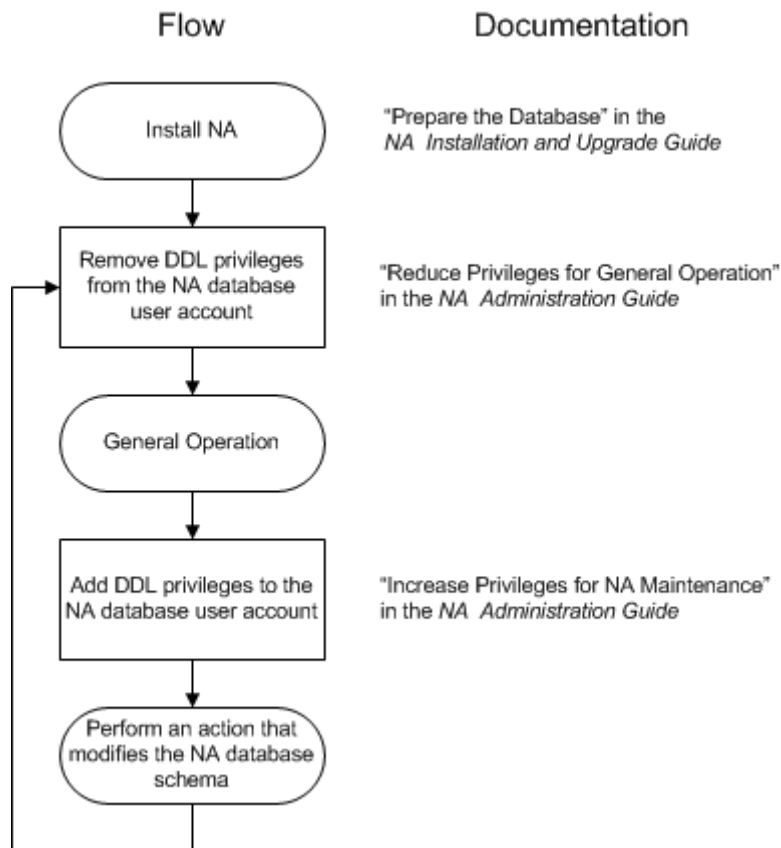 Flow
Documentation
Install NA
"Prepare the Database" in the
NA Installation and Upgrade Guide
Remove DDL privileges
from the NA database
user account
"Reduce Privileges for General Operation"
in the NA Administration Guide
General Operation
Add DDL privileges to the
NA database user account
"Increase Privileges for NA Maintenance"
in the NA Administration Guide
Perform an action that
modifies the NA database
schema